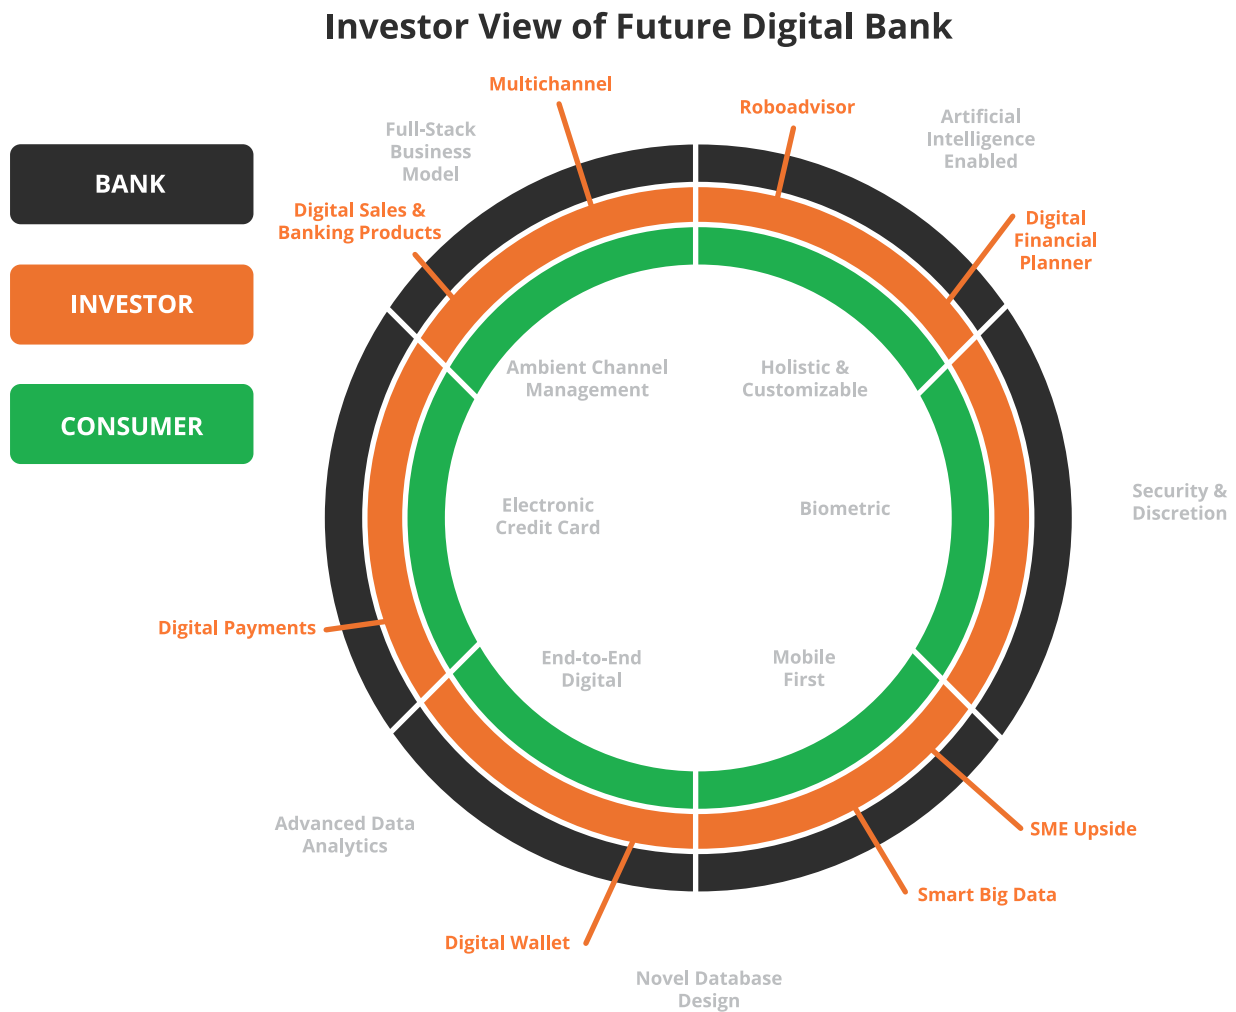 Investor View of Future Digital Bank
Multichannel
Roboadvisor
Full-Stack
Business
Model
Artificial
Intelligence
Enabled
BANK
Digital Sales &
Banking Products
Digital
Financial
Planner
INVESTOR
Ambient Channel
Management
Holistic &
Customizable
CONSUMER
Electronic
Credit Card
Biometric
Security &
Discretion
Digital Payments
End-to-End
Digital
Mobile
First
Advanced Data
Analytics
SME Upside
Smart Big Data
Digital Wallet
Novel Database
Design